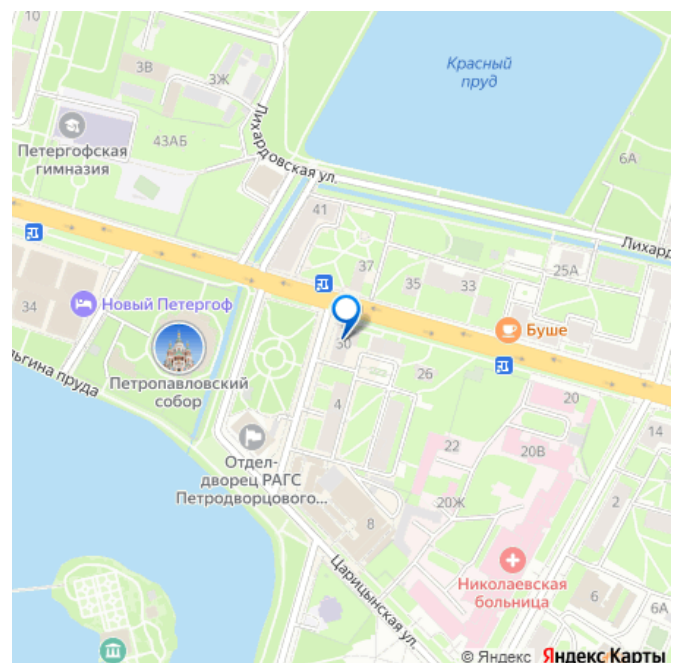 10
3В
3Ж
Красный
пруд
43АБ
Петергофская
гимназия
Лихардовская ул.
6А
41
Лихард
37
25А
35
33
Новый Петергоф
34
Буше
30
льгина пруда
Петропавловский
собор
26
4
20
14
22
20В
Отдел-
дворец РАГС
Петродворцового...
20Ж
2
8
Николаевская
больница
Царицынская ул.
6
6А
© Яндекс Яндекс Карты